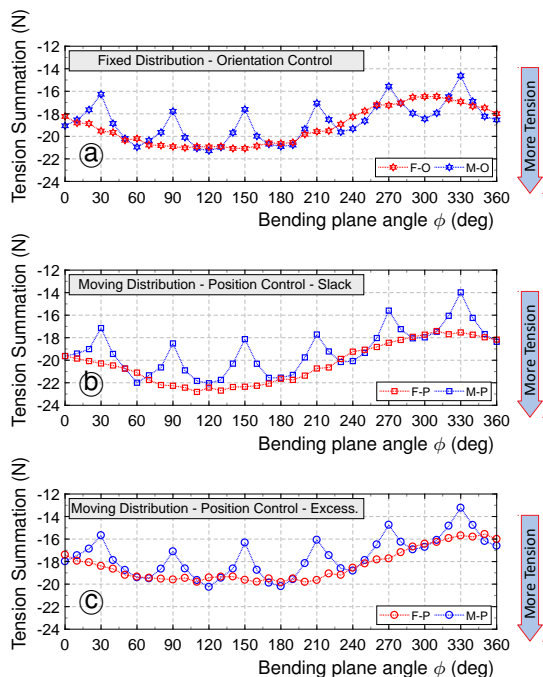 Tension Summation (N)
-12
-14
-16
-18
-20
-22
-24
Fixed Distribution - Orientation Control
a
F-O
M-O
0 30 60 90 120 150 180 210 240 270 300 330 360
Bending plane angle ϕ (deg)
More Tension
Tension Summation (N)
-12
-14
-16
-18
-20
-22
-24
Moving Distribution - Position Control - Slack
b
F-P
M-P
0 30 60 90 120 150 180 210 240 270 300 330 360
Bending plane angle ϕ (deg)
More Tension
Tension Summation (N)
-12
-14
-16
-18
-20
-22
-24
Moving Distribution - Position Control - Excess.
c
F-P
M-P
0 30 60 90 120 150 180 210 240 270 300 330 360
Bending plane angle ϕ (deg)
More Tension